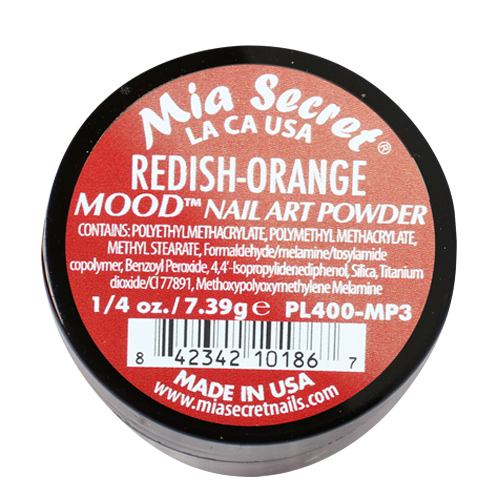 Mia Secret®
LA CA USA
REDISH-ORANGE
MOOD™ NAIL ART POWDER
CONTAINS: POLYETHYLMETHACRYLATE, POLYMETHYL METHACRYLATE,
METHYL STEARATE, Formaldehyde/melamine/tosylamide
copolymer, Benzoyl Peroxide, 4,4'-Isopropylidenediphenol, Silica, Titanium
dioxide/CI 77891, Methoxypolyoxymethylene Melamine
1/4 oz./7.39g e PL400-MP3
8 42342 10186 7
MADE IN USA
www.miasecretnails.com